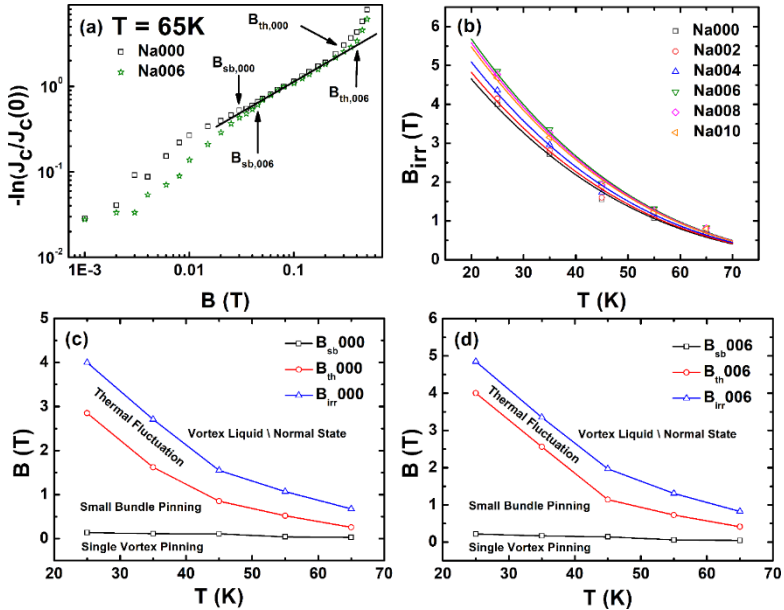 (a) T = 65K
Na000
Na006
B_sb,000
B_th,000
B_sb,006
B_th,006
-ln(J_C/J_C(0))
10^0
10^-1
10^-2
1E-3 0.01 0.1
B (T)
(b)
Na000
Na002
Na004
Na006
Na008
Na010
B_irr (T)
6
5
4
3
2
1
0
20 30 40 50 60 70
T (K)
(c)
B_sb000
B_th000
B_irr000
Thermal Fluctuation
Vortex Liquid \ Normal State
Small Bundle Pinning
Single Vortex Pinning
B (T)
5
4
3
2
1
0
20 30 40 50 60 70
T (K)
(d)
B_sb006
B_th006
B_irr006
Thermal Fluctuation
Vortex Liquid \ Normal State
Small Bundle Pinning
Single Vortex Pinning
B (T)
6
5
4
3
2
1
0
20 30 40 50 60 70
T (K)